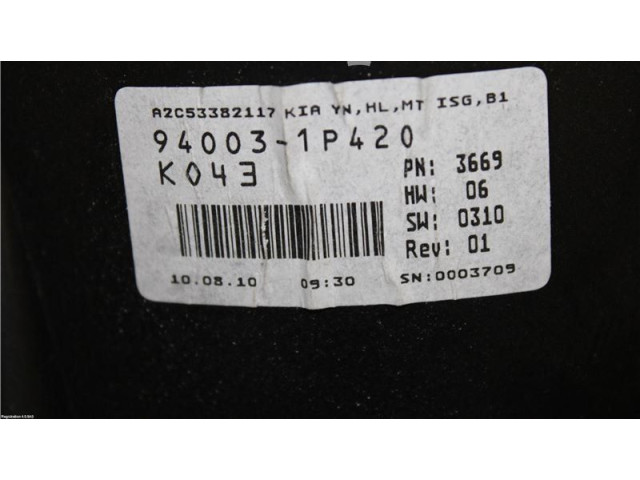 A2C53382117 KIA YN,HL,MT ISG,B1
94003-1P420
K043
PN: 3669
HW: 06
SW: 0310
Rev: 01
10.08.10 09:30 SN:0003709